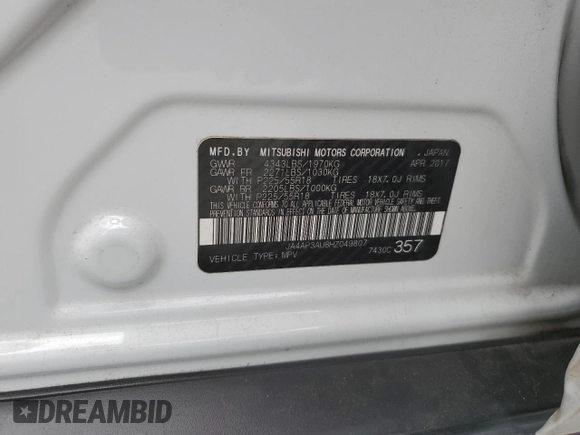 MFD.BY MITSUBISHI MOTORS CORPORATION , JAPAN
GVWR 4343LBS/1970KG APR 2017
GAWR FR 2271LBS/1030KG
WITH P225/55R18 TIRES 18X7.0J RIMS
GAWR RR 2205LBS/1000KG
WITH P225/55R18 TIRES 18X7.0J RIMS
THIS VEHICLE CONFORMS TO ALL APPLICABLE FEDERAL MOTOR
VEHICLE SAFETY AND THEFT PREVENTION STANDARDS IN EFFECT
ON THE DATE OF MANUFACTURE SHOWN ABOVE.
JA4AP3AU8HZ049807
VEHICLE TYPE: MPV 7430C 357
DREAMBID